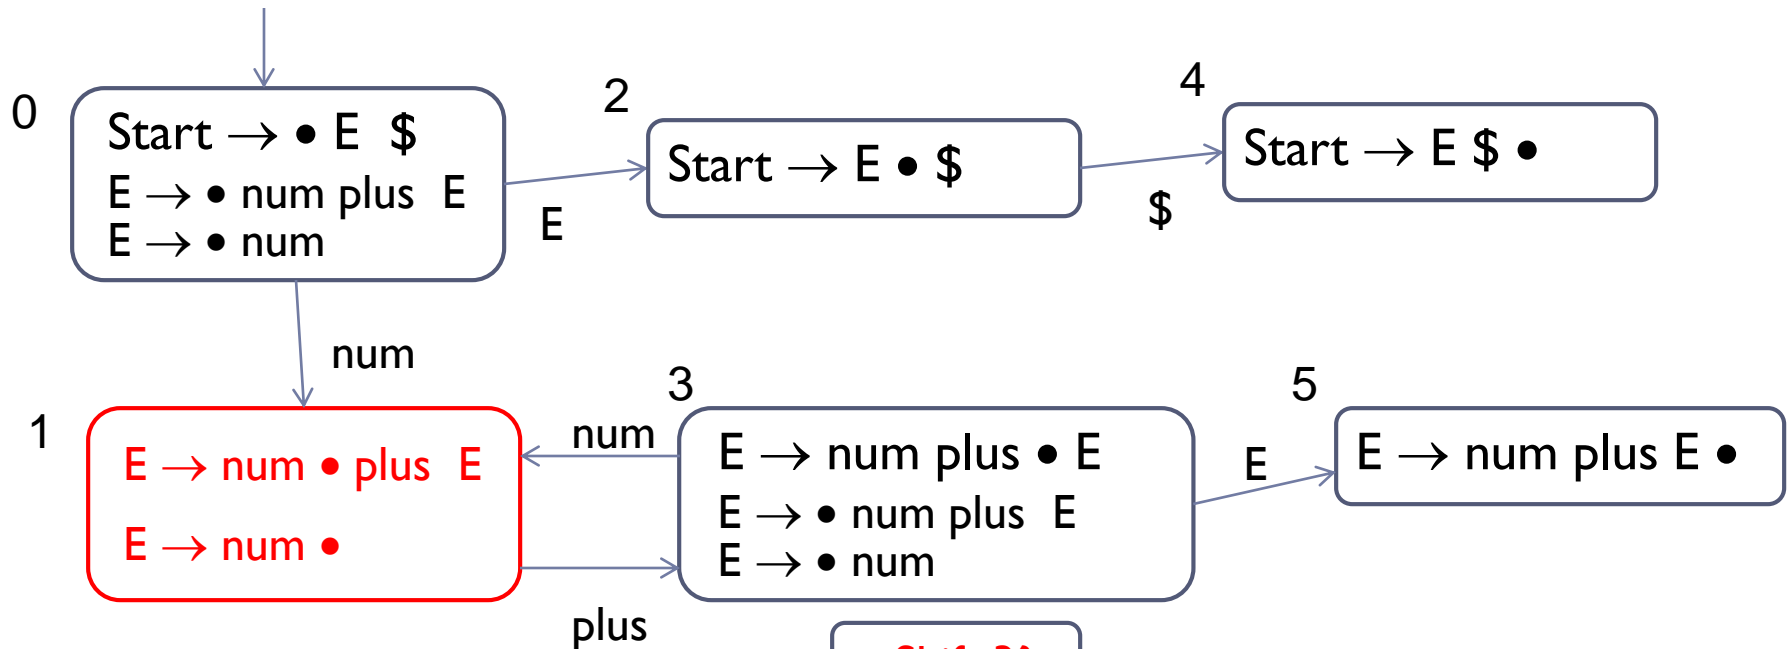 0
Start → • E $
E → • num plus E
E → • num
E
2
Start → E • $
$
4
Start → E $ •
num
1
E → num • plus E
E → num •
num
plus
3
E → num plus • E
E → • num plus E
E → • num
E
5
E → num plus E •